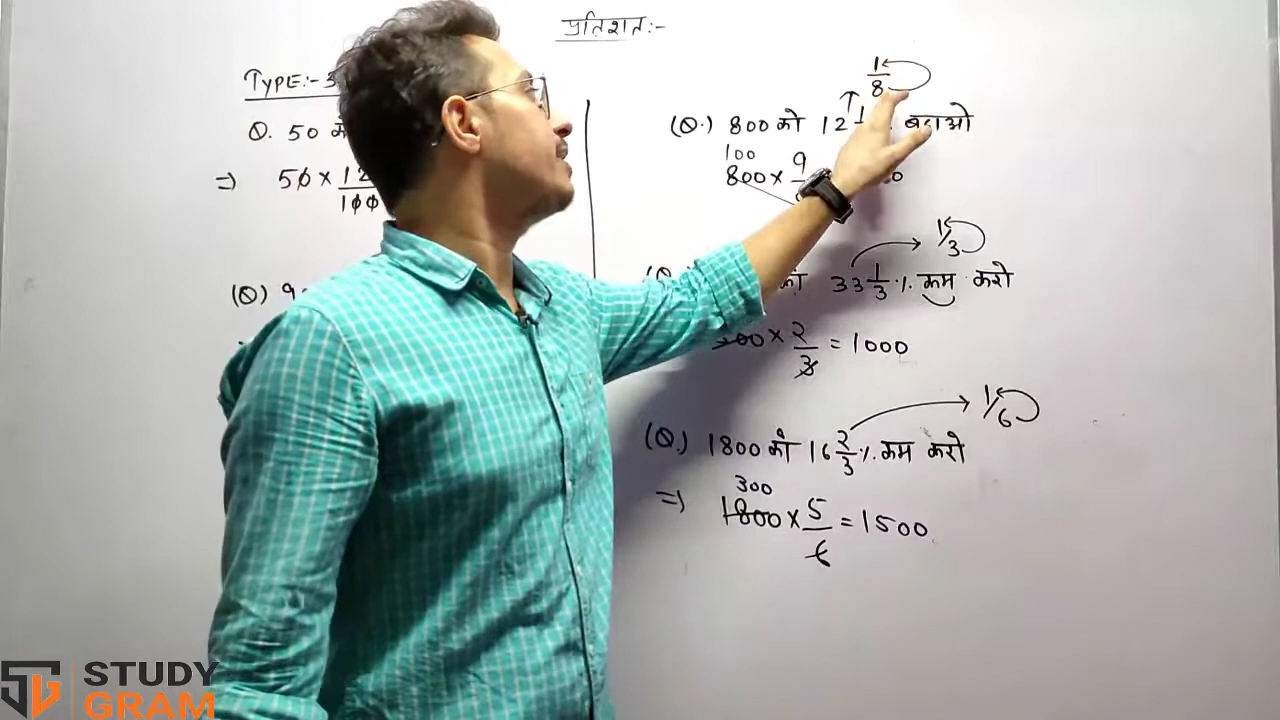 प्रतिशत:-
TYPE:- 3
Q. 50 को
=) 50 × 12
100
(Q)
1/8
(Q.) 800 को 12 1 % बढाओ
100
800 × 9
1/3
को 33 1/3 % कम करो
× 2/3 = 1000
1/6
(Q.) 1800 को 16 2/3 % कम करो
300
=) 1800 × 5/6 = 1500
STUDY
GRAM